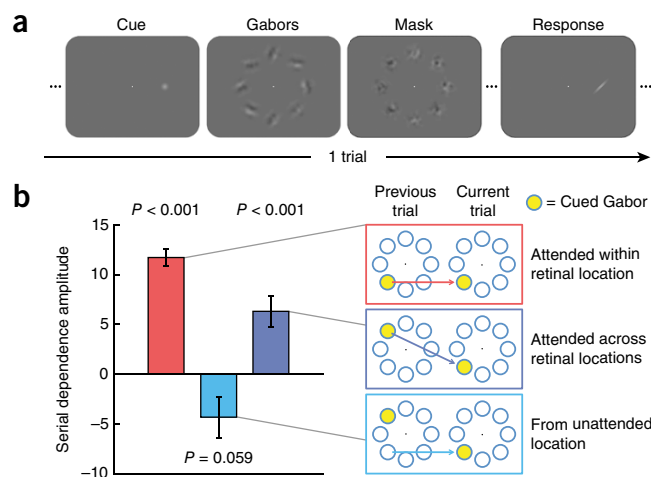 a
Cue
Gabors
Mask
Response
...
...
...
1 trial
b
P < 0.001
P < 0.001
Previous
trial
Current
trial
= Cued Gabor
15
10
5
0
−5
−10
Serial dependence amplitude
P = 0.059
Attended within
retinal location
Attended across
retinal locations
From unattended
location